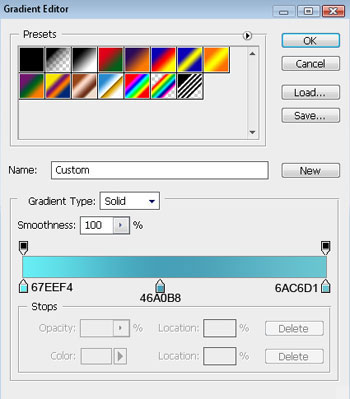 Gradient Editor
Presets
OK
Cancel
Load...
Save...
Name: Custom New
Gradient Type: Solid
Smoothness: 100 %
67EEF4 46A0B8 6AC6D1
Stops
Opacity: % Location: Delete
Color: Location: % Delete